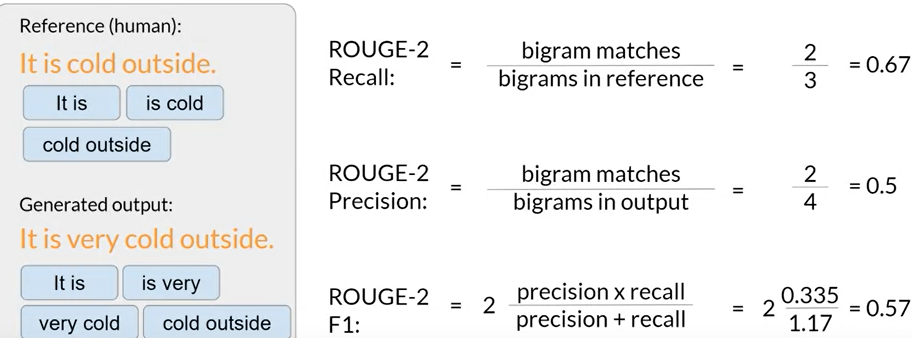 Reference (human):
It is cold outside.
It is
is cold
cold outside
Generated output:
It is very cold outside.
It is
is very
very cold
cold outside
ROUGE-2
Recall:
=
bigram matches
bigrams in reference
=
2
3
= 0.67
ROUGE-2
Precision:
=
bigram matches
bigrams in output
=
2
4
= 0.5
ROUGE-2
F1:
= 2
precision x recall
precision + recall
= 2
0.335
1.17
= 0.57